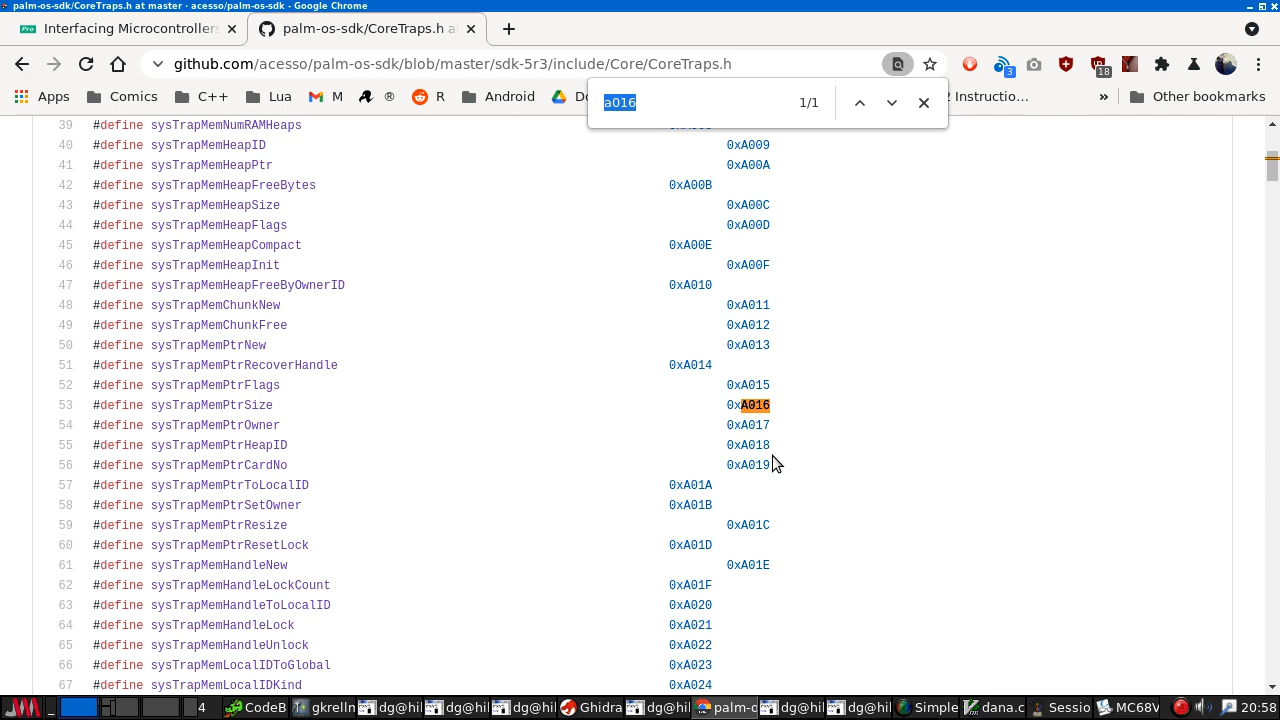 palm-os-sdk/CoreTraps.h at master · acesso/palm-os-sdk - Google Chrome
Pro Interfacing Microcontrollers palm-os-sdk/CoreTraps.h a
github.com/acesso/palm-os-sdk/blob/master/sdk-5r3/include/Core/CoreTraps.h 3 18
Apps Comics C++ Lua M ® R Android 2 Instructio… » Other bookmarks
a016 1/1
39 #define sysTrapMemNumRAMHeaps
40 #define sysTrapMemHeapID 0xA009
41 #define sysTrapMemHeapPtr 0xA00A
42 #define sysTrapMemHeapFreeBytes 0xA00B
43 #define sysTrapMemHeapSize 0xA00C
44 #define sysTrapMemHeapFlags 0xA00D
45 #define sysTrapMemHeapCompact 0xA00E
46 #define sysTrapMemHeapInit 0xA00F
47 #define sysTrapMemHeapFreeByOwnerID 0xA010
48 #define sysTrapMemChunkNew 0xA011
49 #define sysTrapMemChunkFree 0xA012
50 #define sysTrapMemPtrNew 0xA013
51 #define sysTrapMemPtrRecoverHandle 0xA014
52 #define sysTrapMemPtrFlags 0xA015
53 #define sysTrapMemPtrSize 0xA016
54 #define sysTrapMemPtrOwner 0xA017
55 #define sysTrapMemPtrHeapID 0xA018
56 #define sysTrapMemPtrCardNo 0xA019
57 #define sysTrapMemPtrToLocalID 0xA01A
58 #define sysTrapMemPtrSetOwner 0xA01B
59 #define sysTrapMemPtrResize 0xA01C
60 #define sysTrapMemPtrResetLock 0xA01D
61 #define sysTrapMemHandleNew 0xA01E
62 #define sysTrapMemHandleLockCount 0xA01F
63 #define sysTrapMemHandleToLocalID 0xA020
64 #define sysTrapMemHandleLock 0xA021
65 #define sysTrapMemHandleUnlock 0xA022
66 #define sysTrapMemLocalIDToGlobal 0xA023
67 #define sysTrapMemLocalIDKind 0xA024
4 CodeB gkrelln dg@hil dg@hil dg@hil Ghidra dg@hil palm-o dg@hil dg@hil Simple dana.c Sessio MC68V 20:58